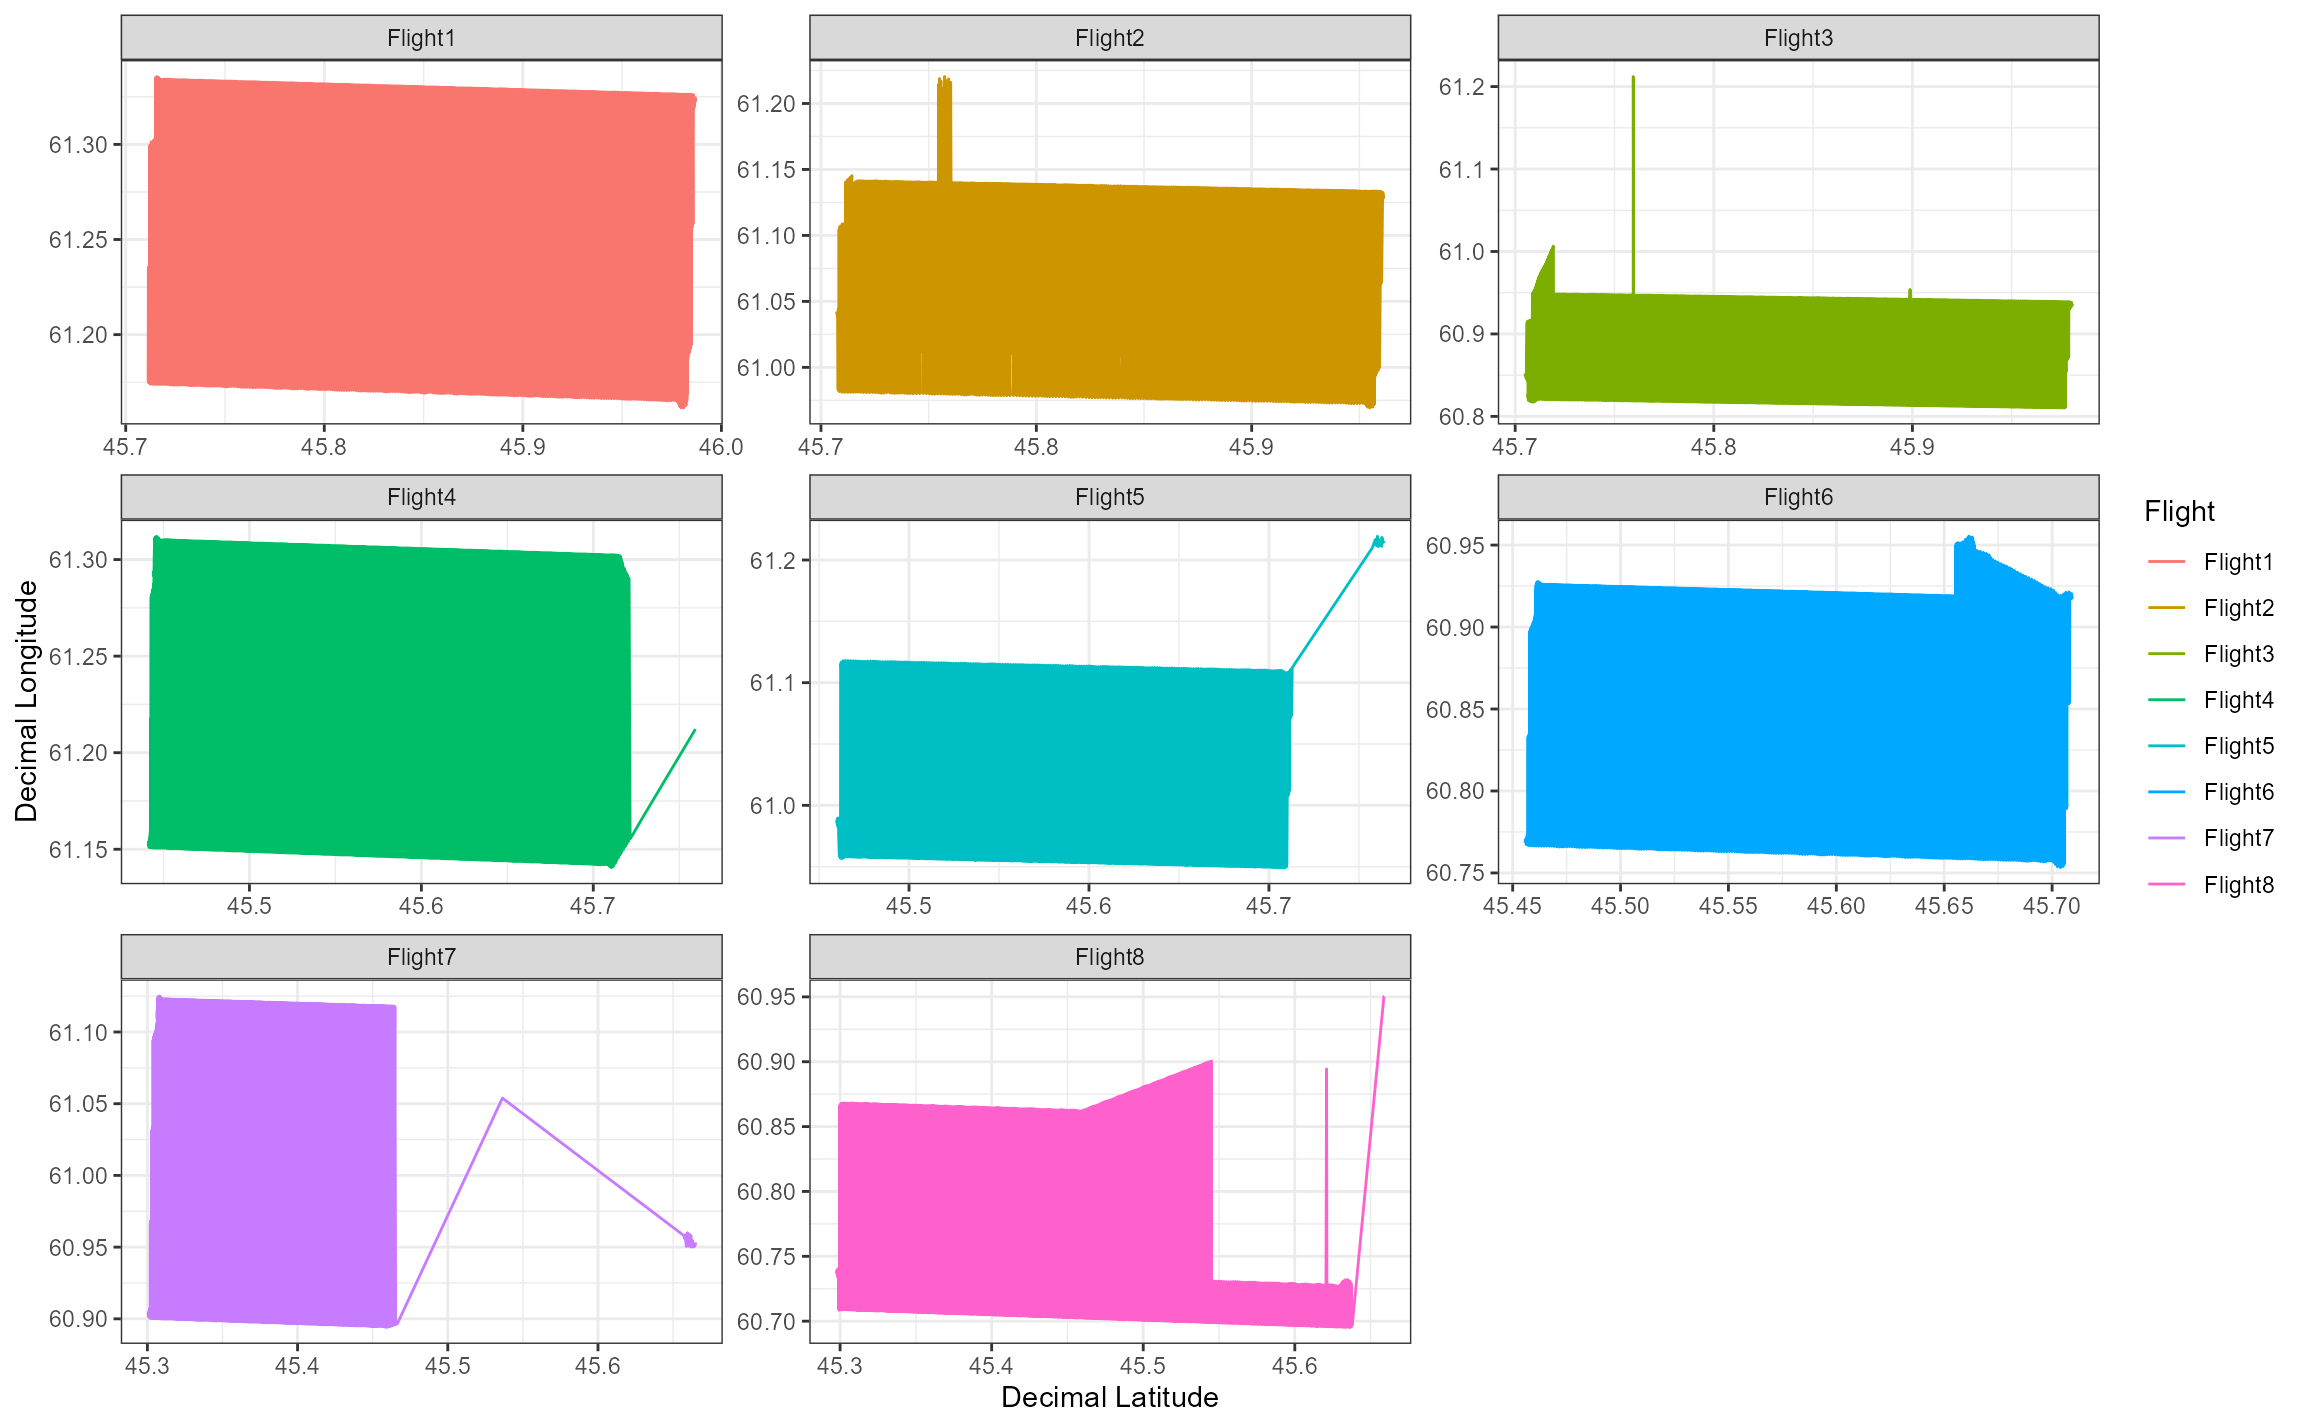 Flight1 Flight2 Flight3
61.30
61.25
61.20
45.7 45.8 45.9 46.0
61.20
61.15
61.10
61.05
61.00
45.7 45.8 45.9
61.2
61.1
61.0
60.9
60.8
45.7 45.8 45.9
Flight4 Flight5 Flight6
Decimal Longitude
61.30
61.25
61.20
61.15
45.5 45.6 45.7
61.2
61.1
61.0
45.5 45.6 45.7
60.95
60.90
60.85
60.80
60.75
45.45 45.50 45.55 45.60 45.65 45.70
Flight7 Flight8
61.10
61.05
61.00
60.95
60.90
45.3 45.4 45.5 45.6
60.95
60.90
60.85
60.80
60.75
60.70
45.3 45.4 45.5 45.6
Decimal Latitude
Flight
Flight1
Flight2
Flight3
Flight4
Flight5
Flight6
Flight7
Flight8